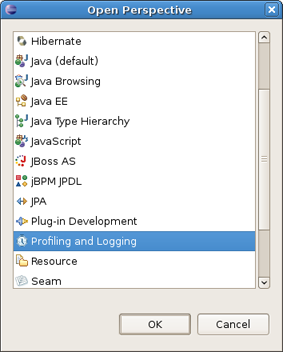 Open Perspective
Hibernate
Java (default)
Java Browsing
Java EE
Java Type Hierarchy
JavaScript
JBoss AS
jBPM JPDL
JPA
Plug-in Development
Profiling and Logging
Resource
Seam
OK
Cancel